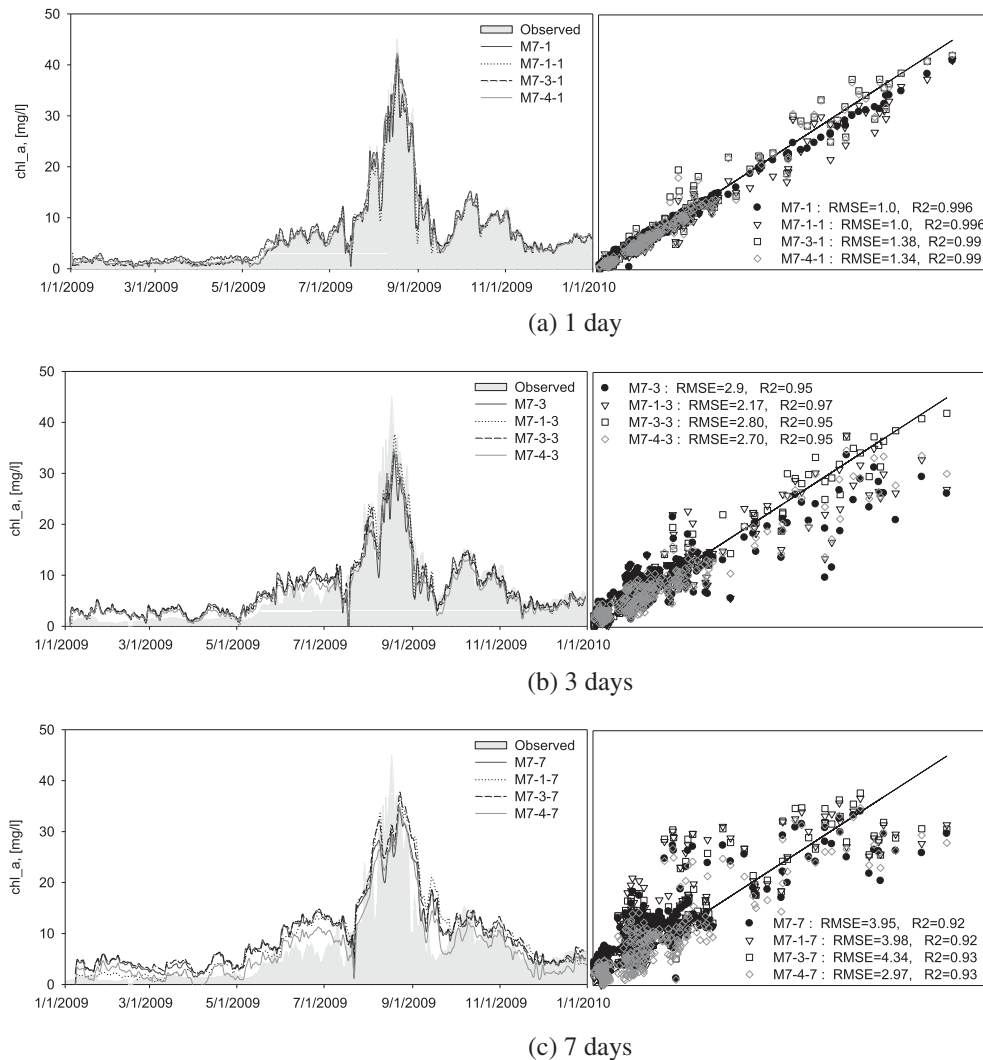 50
40
30
20
10
0
chl_a, [mg/l]
Observed
M7-1
M7-1-1
M7-3-1
M7-4-1
1/1/2009
3/1/2009
5/1/2009
7/1/2009
9/1/2009
11/1/2009
1/1/2010
M7-1 : RMSE=1.0, R2=0.996
M7-1-1 : RMSE=1.0, R2=0.996
M7-3-1 : RMSE=1.38, R2=0.99
M7-4-1 : RMSE=1.34, R2=0.99
(a) 1 day
50
40
30
20
10
0
chl_a, [mg/l]
Observed
M7-3
M7-1-3
M7-3-3
M7-4-3
1/1/2009
3/1/2009
5/1/2009
7/1/2009
9/1/2009
11/1/2009
1/1/2010
M7-3 : RMSE=2.9, R2=0.95
M7-1-3 : RMSE=2.17, R2=0.97
M7-3-3 : RMSE=2.80, R2=0.95
M7-4-3 : RMSE=2.70, R2=0.95
(b) 3 days
50
40
30
20
10
0
chl_a, [mg/l]
Observed
M7-7
M7-1-7
M7-3-7
M7-4-7
1/1/2009
3/1/2009
5/1/2009
7/1/2009
9/1/2009
11/1/2009
1/1/2010
M7-7 : RMSE=3.95, R2=0.92
M7-1-7 : RMSE=3.98, R2=0.92
M7-3-7 : RMSE=4.34, R2=0.93
M7-4-7 : RMSE=2.97, R2=0.93
(c) 7 days